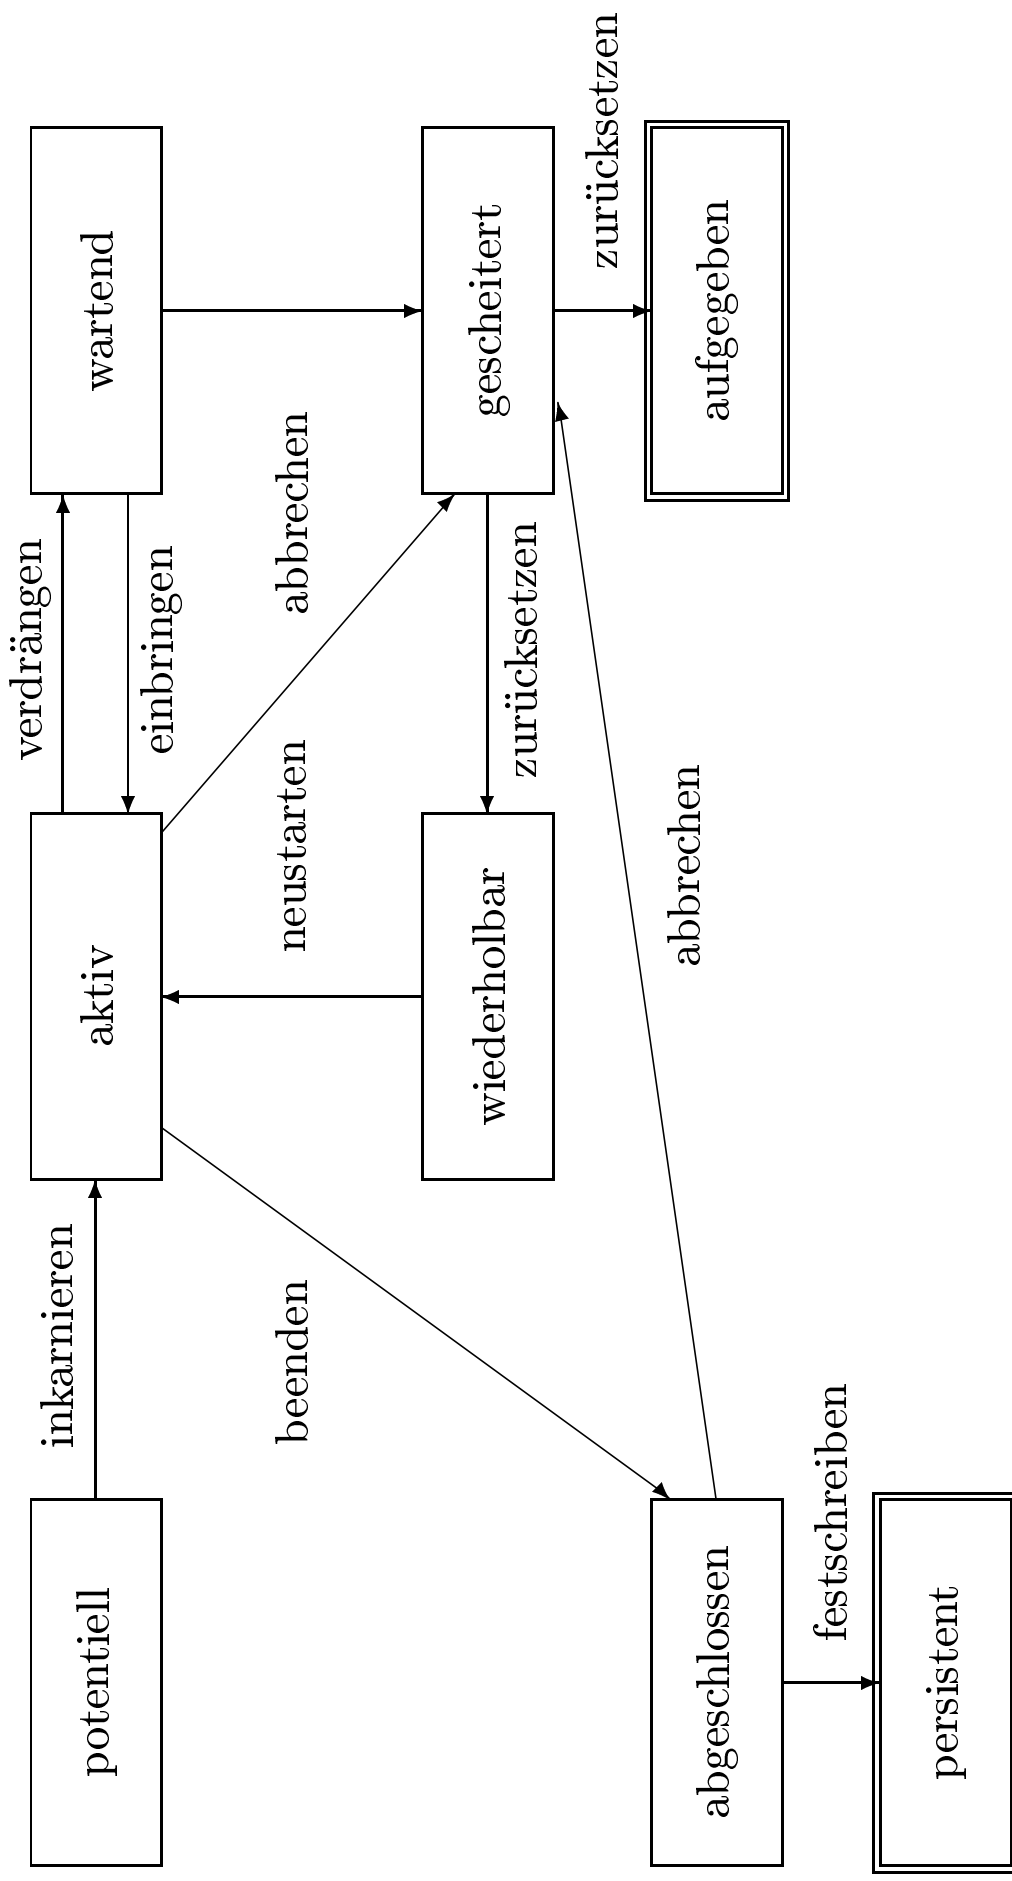 potentiell
inkarnieren
aktiv
verdrängen
einbringen
wartend
beenden
neustarten
abbrechen
wiederholbar
zurücksetzen
gescheitert
zurücksetzen
abgeschlossen
abbrechen
aufgegeben
festschreiben
persistent